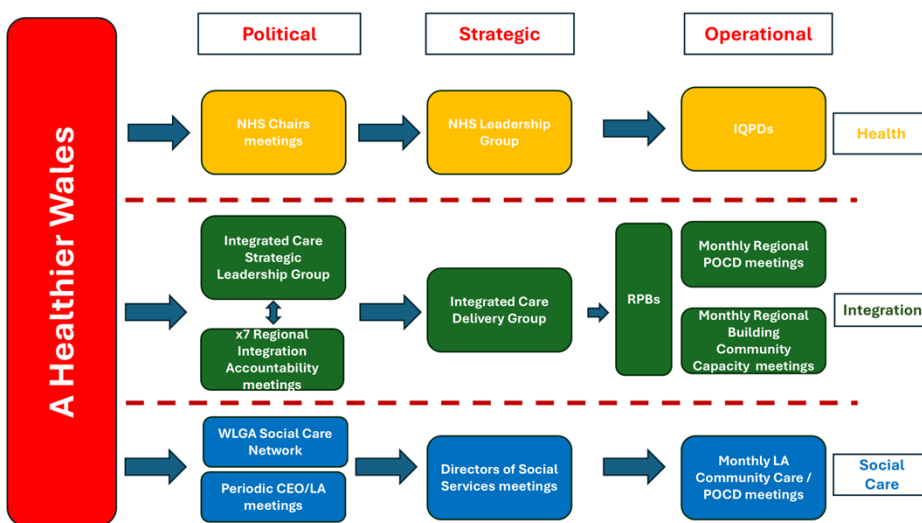 A Healthier Wales
Political
Strategic
Operational
NHS Chairs
meetings
NHS Leadership
Group
IQPDs
Health
Integrated Care
Strategic
Leadership Group
x7 Regional
Integration
Accountability
meetings
Integrated Care
Delivery Group
RPBs
Monthly Regional
POCD meetings
Monthly Regional
Building
Community
Capacity meetings
Integration
WLGA Social Care
Network
Periodic CEO/LA
meetings
Directors of Social
Services meetings
Monthly LA
Community Care /
POCD meetings
Social
Care